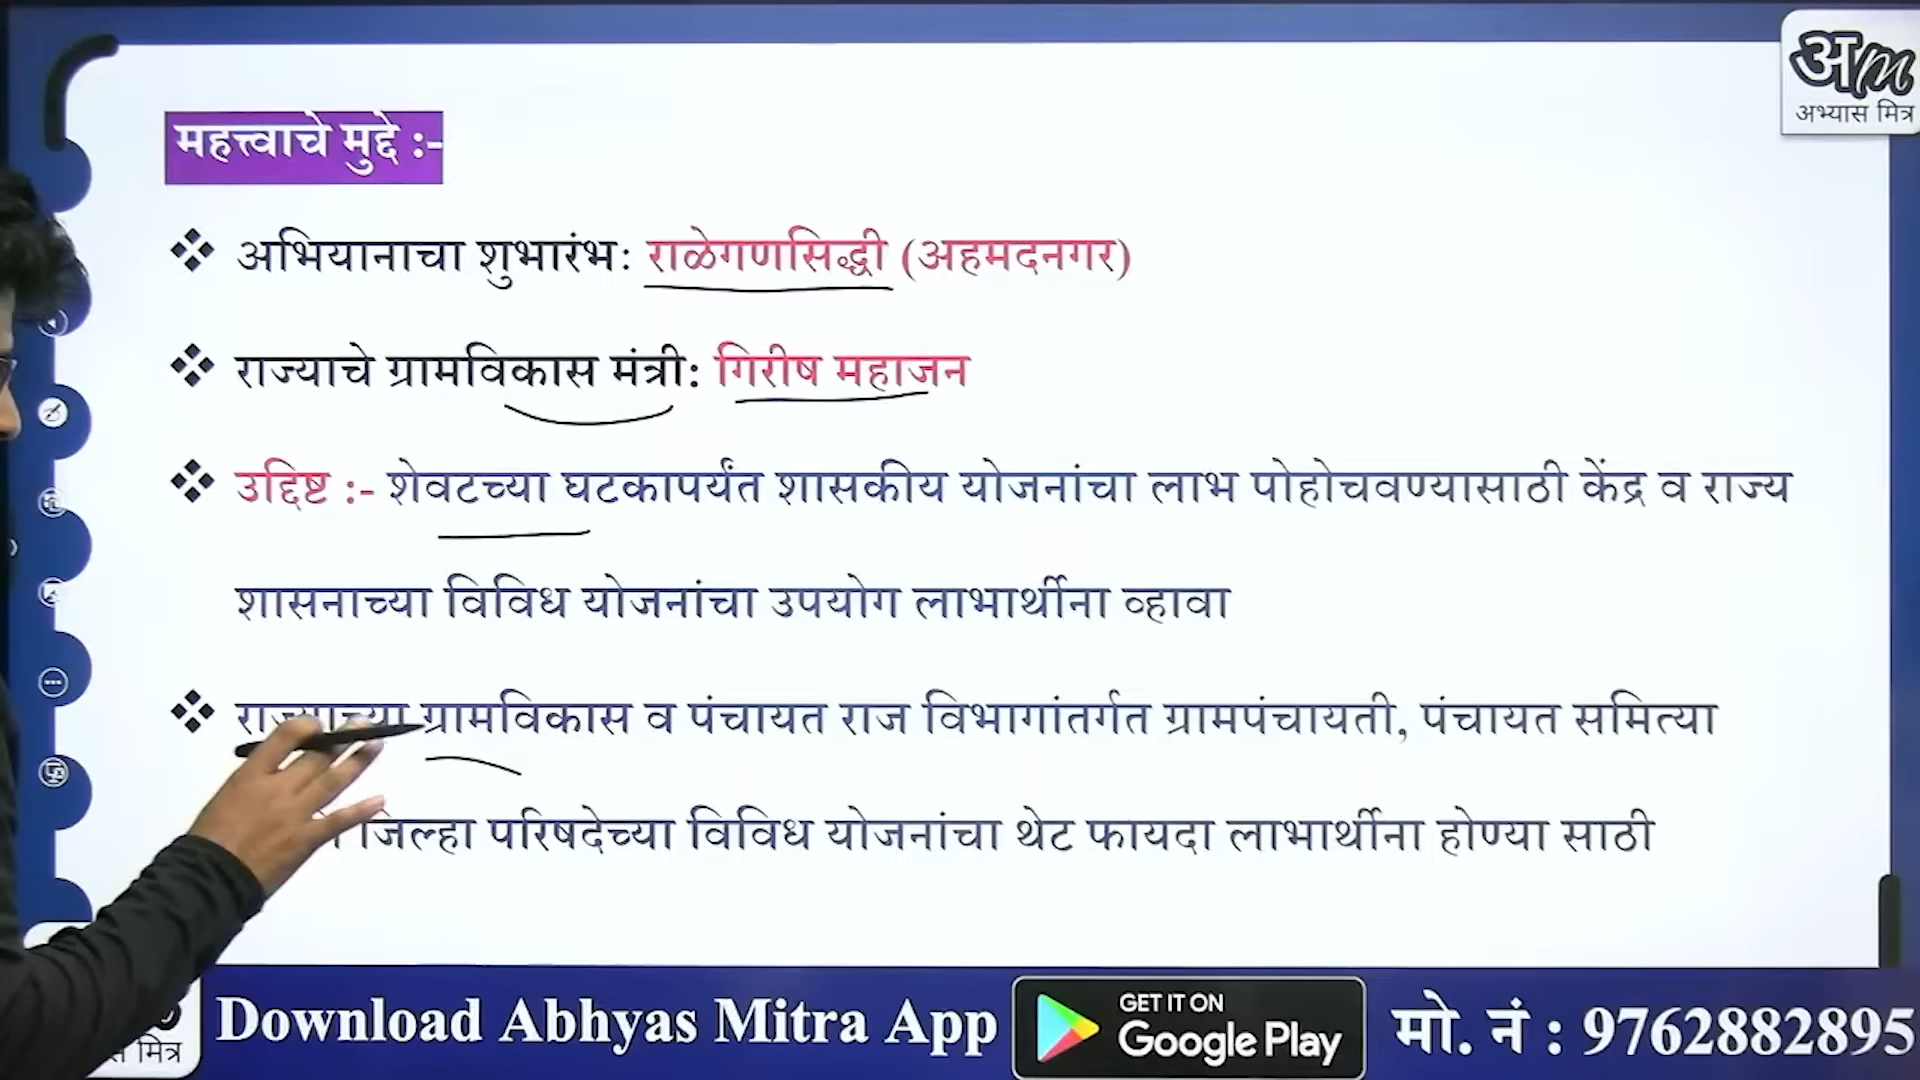 अm
अभ्यास मित्र
महत्त्वाचे मुद्दे :-
❖ अभियानाचा शुभारंभ: राळेगणसिद्धी (अहमदनगर)
❖ राज्याचे ग्रामविकास मंत्री: गिरीष महाजन
❖ उद्दिष्ट :- शेवटच्या घटकापर्यंत शासकीय योजनांचा लाभ पोहोचवण्यासाठी केंद्र व राज्य
शासनाच्या विविध योजनांचा उपयोग लाभार्थींना व्हावा
❖ राज्याच्या ग्रामविकास व पंचायत राज विभागांतर्गत ग्रामपंचायती, पंचायत समित्या
जिल्हा परिषदेच्या विविध योजनांचा थेट फायदा लाभार्थींना होण्या साठी
मित्र
Download Abhyas Mitra App
GET IT ON
Google Play
मो. नं : 9762882895